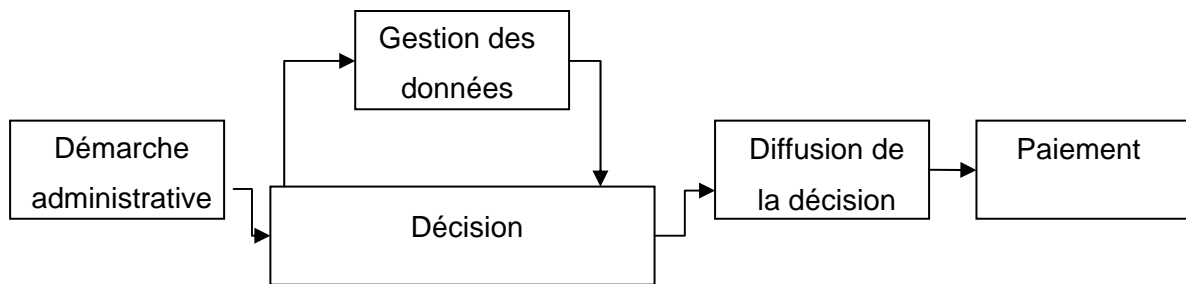 Gestion des
données
Démarche
administrative
Décision
Diffusion de
la décision
Paiement